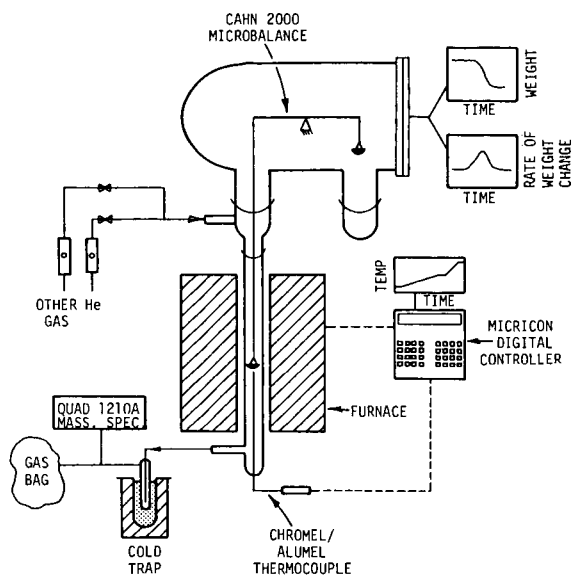 CAHN 2000
MICROBALANCE
TIME
WEIGHT
TIME
RATE OF
WEIGHT
CHANGE
OTHER He
GAS
TEMP
TIME
MICRICON
DIGITAL
CONTROLLER
FURNACE
QUAD 1210A
MASS. SPEC.
GAS
BAG
COLD
TRAP
CHROMEL/
ALUMEL
THERMOCOUPLE